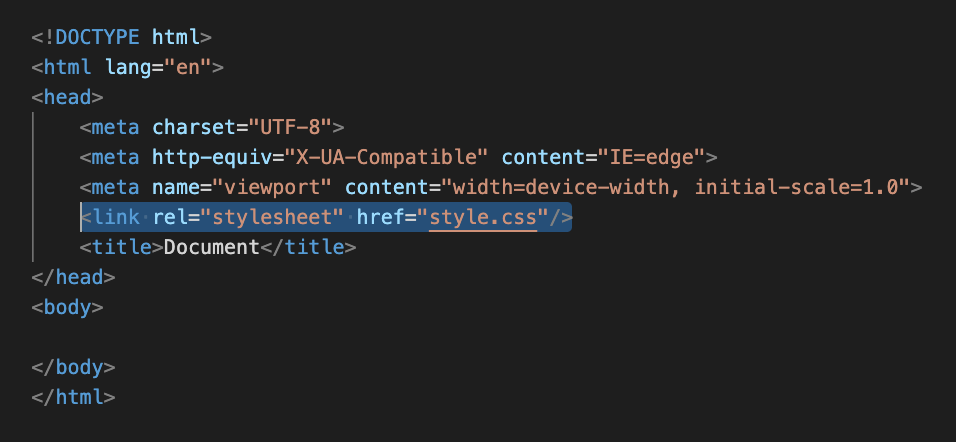 <!DOCTYPE html>
<html lang="en">
<head>
    <meta charset="UTF-8">
    <meta http-equiv="X-UA-Compatible" content="IE=edge">
    <meta name="viewport" content="width=device-width, initial-scale=1.0">
    <link rel="stylesheet" href="style.css"/>
    <title>Document</title>
</head>
<body>

</body>
</html>